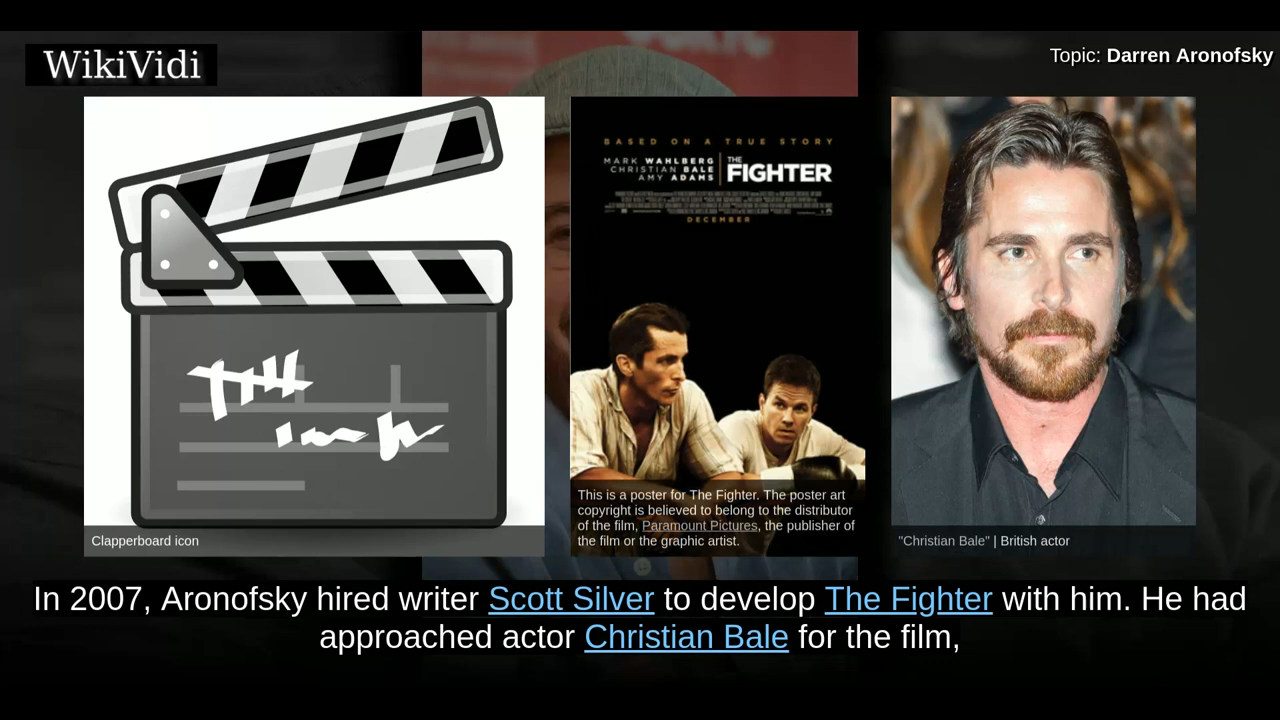 WikiVidi
Topic: Darren Aronofsky
BASED ON A TRUE STORY
MARK WAHLBERG
CHRISTIAN BALE
AMY ADAMS
THE
FIGHTER
DECEMBER
This is a poster for The Fighter. The poster art
copyright is believed to belong to the distributor
of the film, Paramount Pictures, the publisher of
the film or the graphic artist.
Clapperboard icon
"Christian Bale" | British actor
In 2007, Aronofsky hired writer Scott Silver to develop The Fighter with him. He had
approached actor Christian Bale for the film,